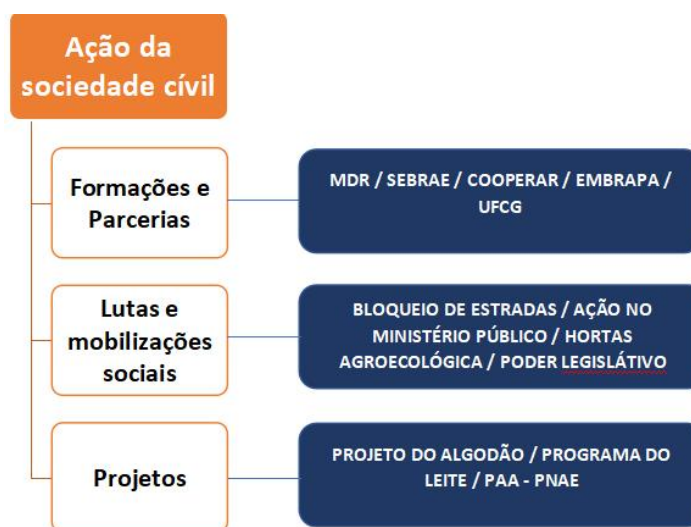 Ação da
sociedade cívil
Formações e
Parcerias
MDR / SEBRAE / COOPERAR / EMBRAPA /
UFCG
Lutas e
mobilizações
sociais
BLOQUEIO DE ESTRADAS / AÇÃO NO
MINISTÉRIO PÚBLICO / HORTAS
AGROECOLÓGICA / PODER LEGISLÁTIVO
Projetos
PROJETO DO ALGODÃO / PROGRAMA DO
LEITE / PAA - PNAE